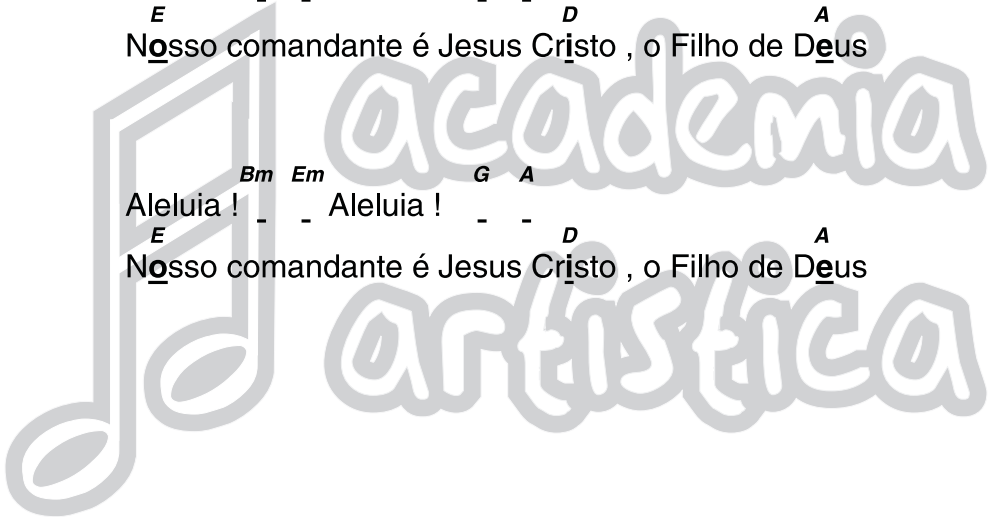 E D A
Nosso comandante é Jesus Cristo , o Filho de Deus
academia
Bm Em G A
Aleluia ! - - Aleluia ! - -
E D A
Nosso comandante é Jesus Cristo , o Filho de Deus
artistica